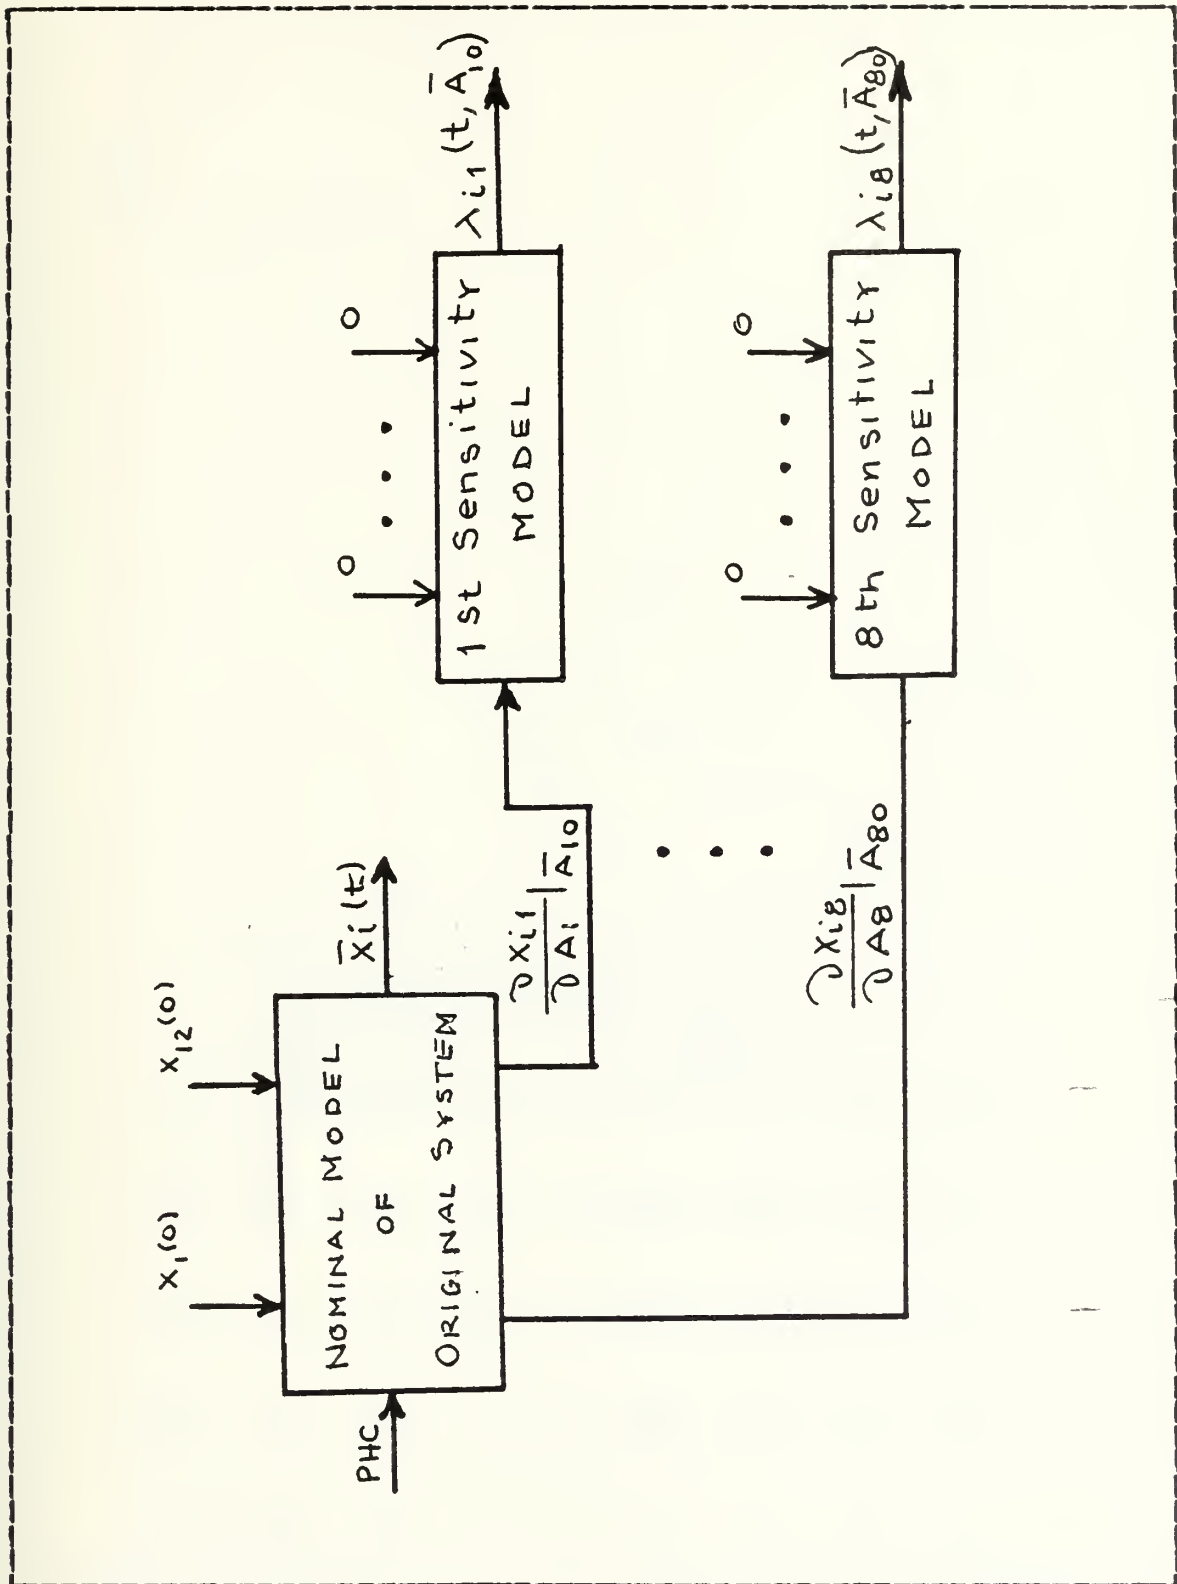 PHC
X₁(0)
X₁₂(0)
NOMINAL MODEL
OF
ORIGINAL SYSTEM
X̄i(t)
∂Xi1/∂A1|Ā10
0
0
• • •
1st Sensitivity
MODEL
λi1(t, Ā10)
• • •
∂Xi8/∂A8|Ā80
0
0
• • •
8th Sensitivity
MODEL
λi8(t, Ā80)